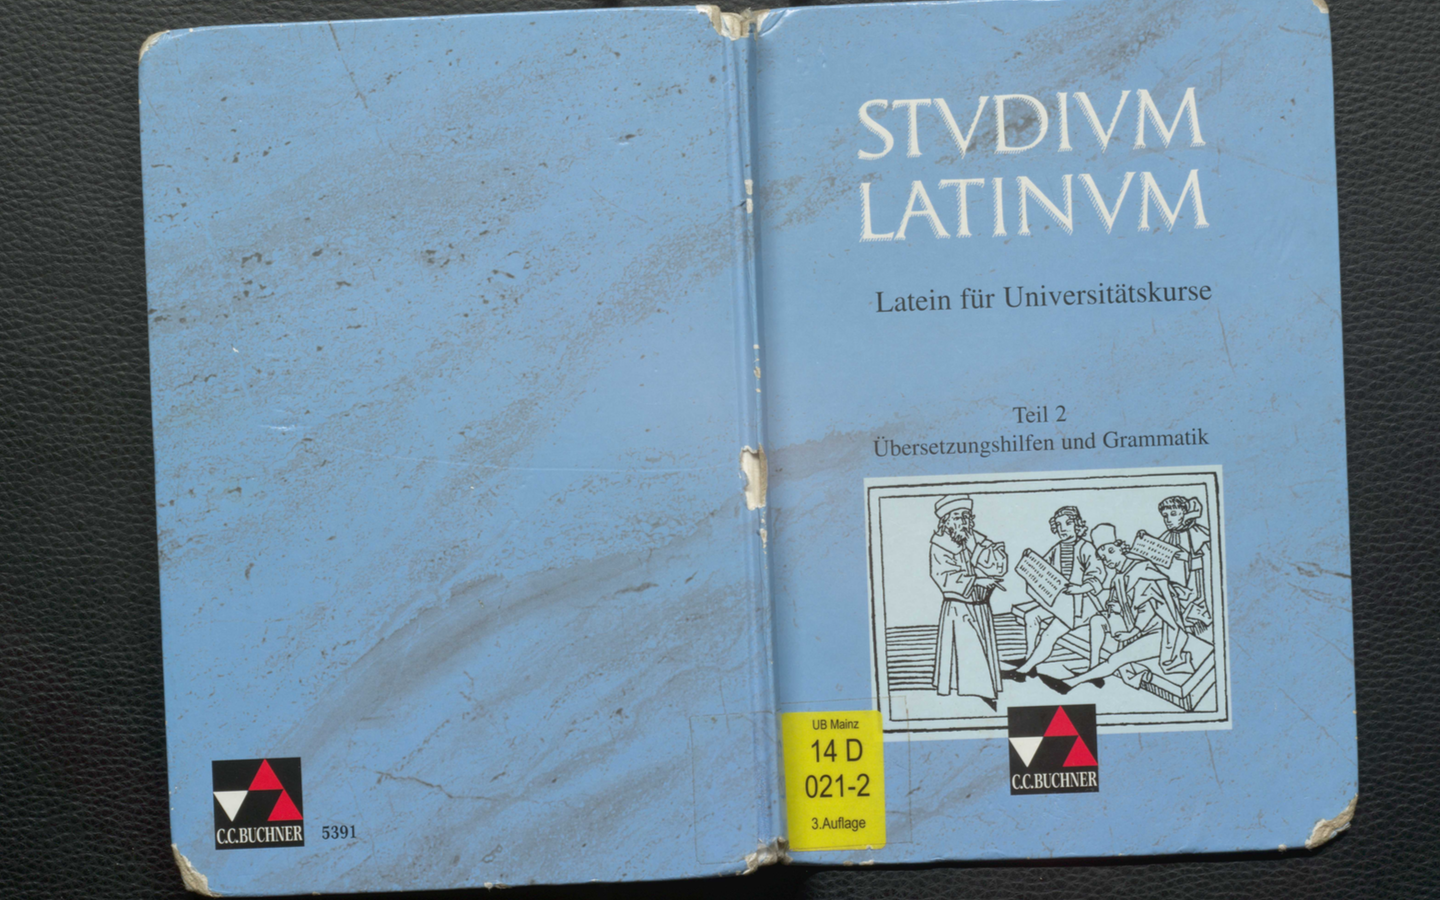 STVDIVM
LATINVM
Latein für Universitätskurse
Teil 2
Übersetzungshilfen und Grammatik
C.C.BUCHNER
UB Mainz
14 D
021-2
3.Auflage
C.C.BUCHNER
5391